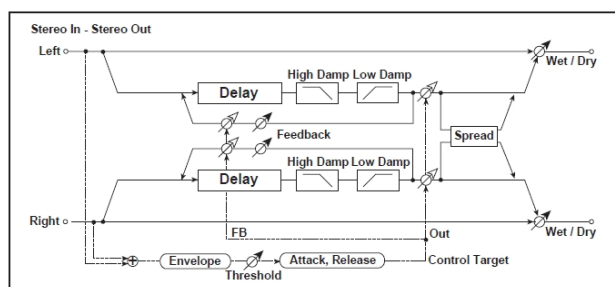 Stereo In - Stereo Out
Left
Wet / Dry
High Damp Low Damp
Delay
Feedback
Spread
High Damp Low Damp
Delay
Right
Wet / Dry
FB
Out
Envelope
Threshold
Attack, Release
Control Target